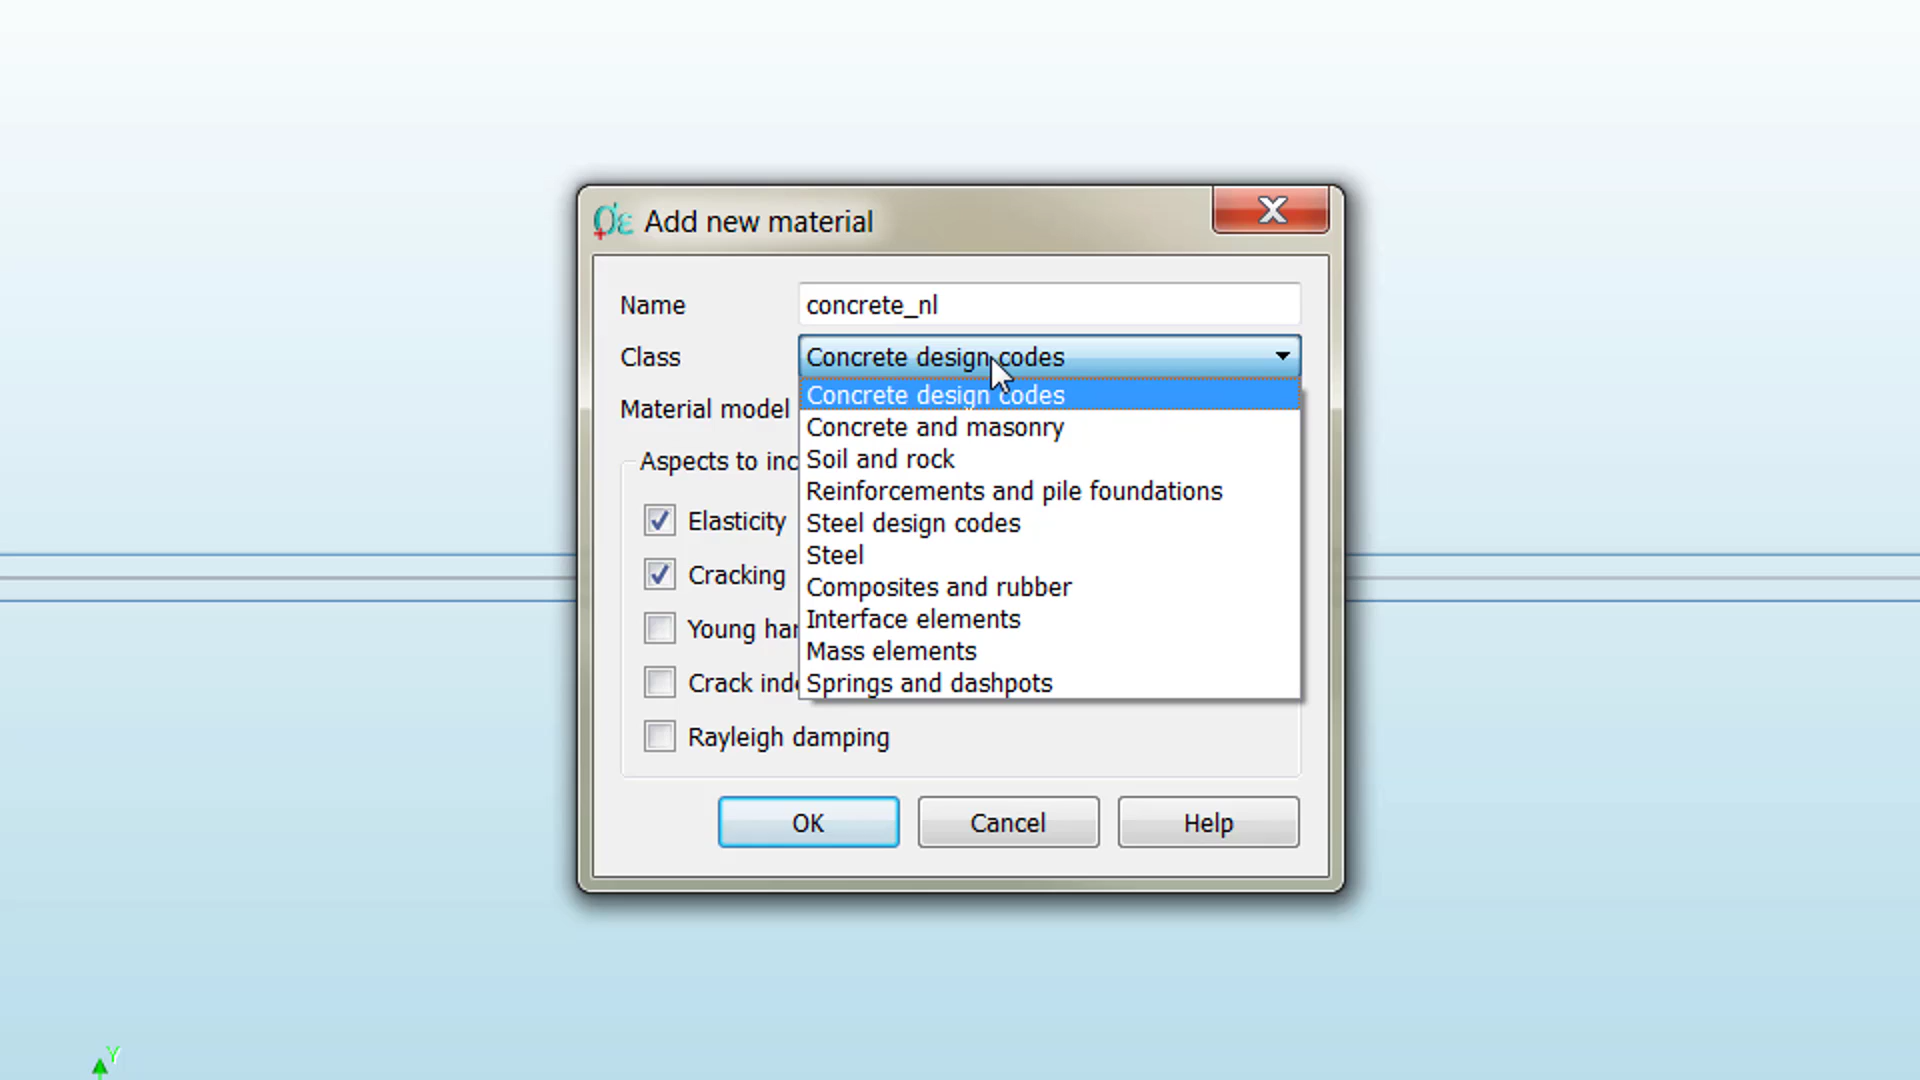 Add new material
Name concrete_nl
Class Concrete design codes
Concrete design codes
Material model
Concrete and masonry
Aspects to inc
Soil and rock
Reinforcements and pile foundations
Elasticity
Steel design codes
Steel
Cracking
Composites and rubber
Young har
Interface elements
Mass elements
Crack inde
Springs and dashpots
Rayleigh damping
OK Cancel Help
Y